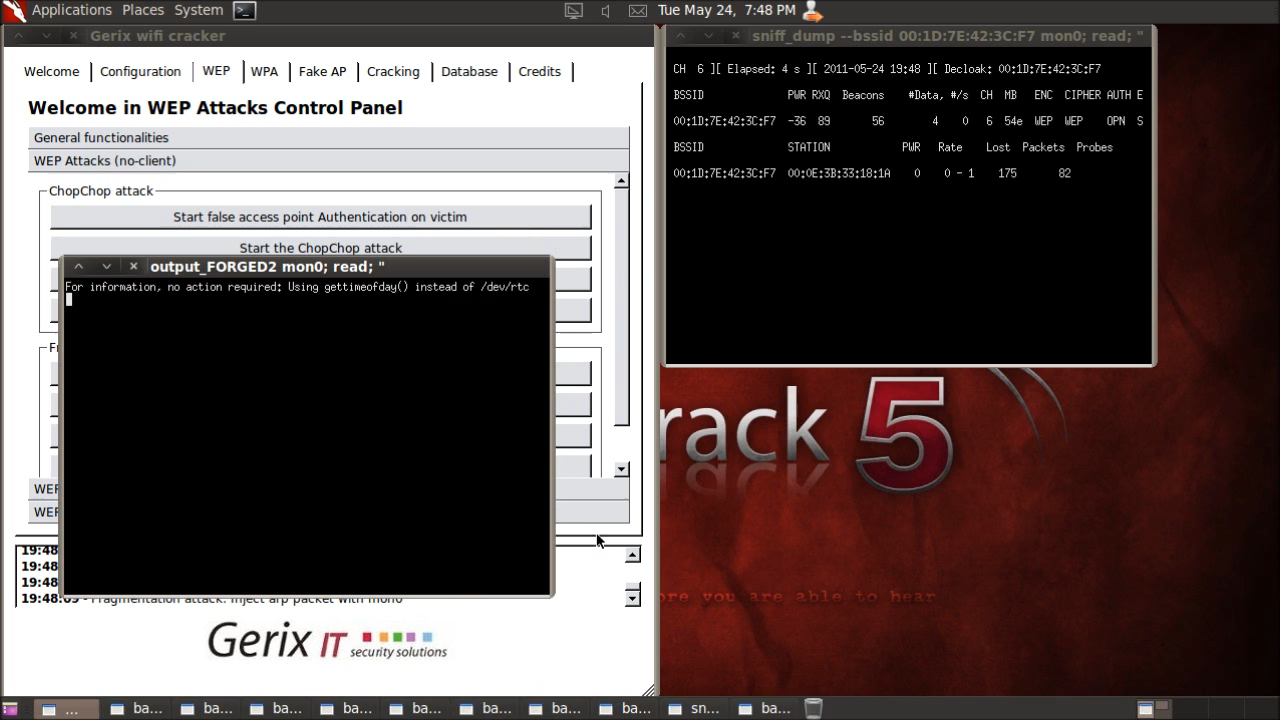 Applications Places System
Tue May 24, 7:48 PM
Gerix wifi cracker
Welcome Configuration WEP WPA Fake AP Cracking Database Credits
Welcome in WEP Attacks Control Panel
General functionalities
WEP Attacks (no-client)
ChopChop attack
Start false access point Authentication on victim
Start the ChopChop attack
output_FORGED2 mon0; read; "
For information, no action required: Using gettimeofday() instead of /dev/rtc
19:48
19:48
19:48
19:48:09 - Fragmentation attack: inject arp packet with mon0
Gerix IT security solutions
sniff_dump --bssid 00:1D:7E:42:3C:F7 mon0; read; "
CH 6 ][ Elapsed: 4 s ][ 2011-05-24 19:48 ][ Decloak: 00:1D:7E:42:3C:F7
BSSID PWR RXQ Beacons #Data, #/s CH MB ENC CIPHER AUTH E
00:1D:7E:42:3C:F7 -36 89 56 4 0 6 54e WEP WEP OPN S
BSSID STATION PWR Rate Lost Packets Probes
00:1D:7E:42:3C:F7 00:0E:3B:33:18:1A 0 0 - 1 175 82
rack 5
ore you are able to hear
... ba... ba... ba... ba... ba... ba... ba... ba... sn... ba...